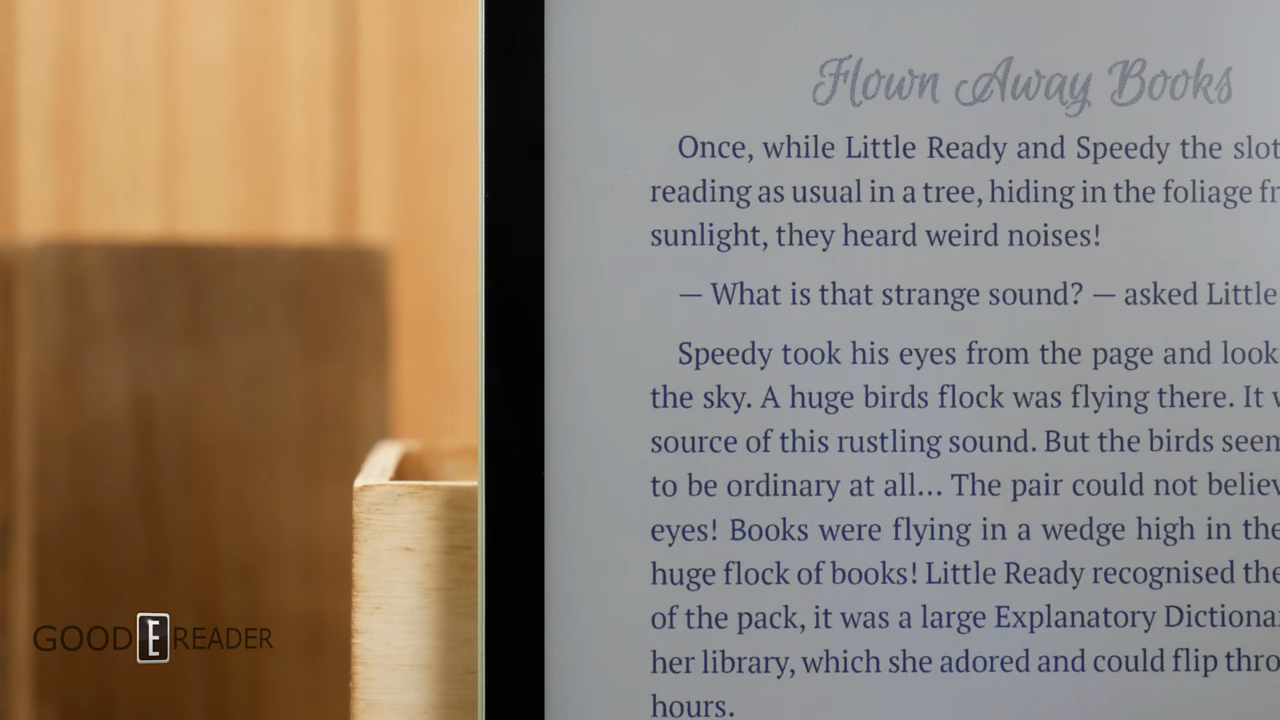 Flown Away Books
Once, while Little Ready and Speedy the slot
reading as usual in a tree, hiding in the foliage fr
sunlight, they heard weird noises!
— What is that strange sound? — asked Little
Speedy took his eyes from the page and look
the sky. A huge birds flock was flying there. It w
source of this rustling sound. But the birds seem
to be ordinary at all... The pair could not believ
eyes! Books were flying in a wedge high in the
huge flock of books! Little Ready recognised the
of the pack, it was a large Explanatory Dictiona
her library, which she adored and could flip thro
hours.
GOOD E READER